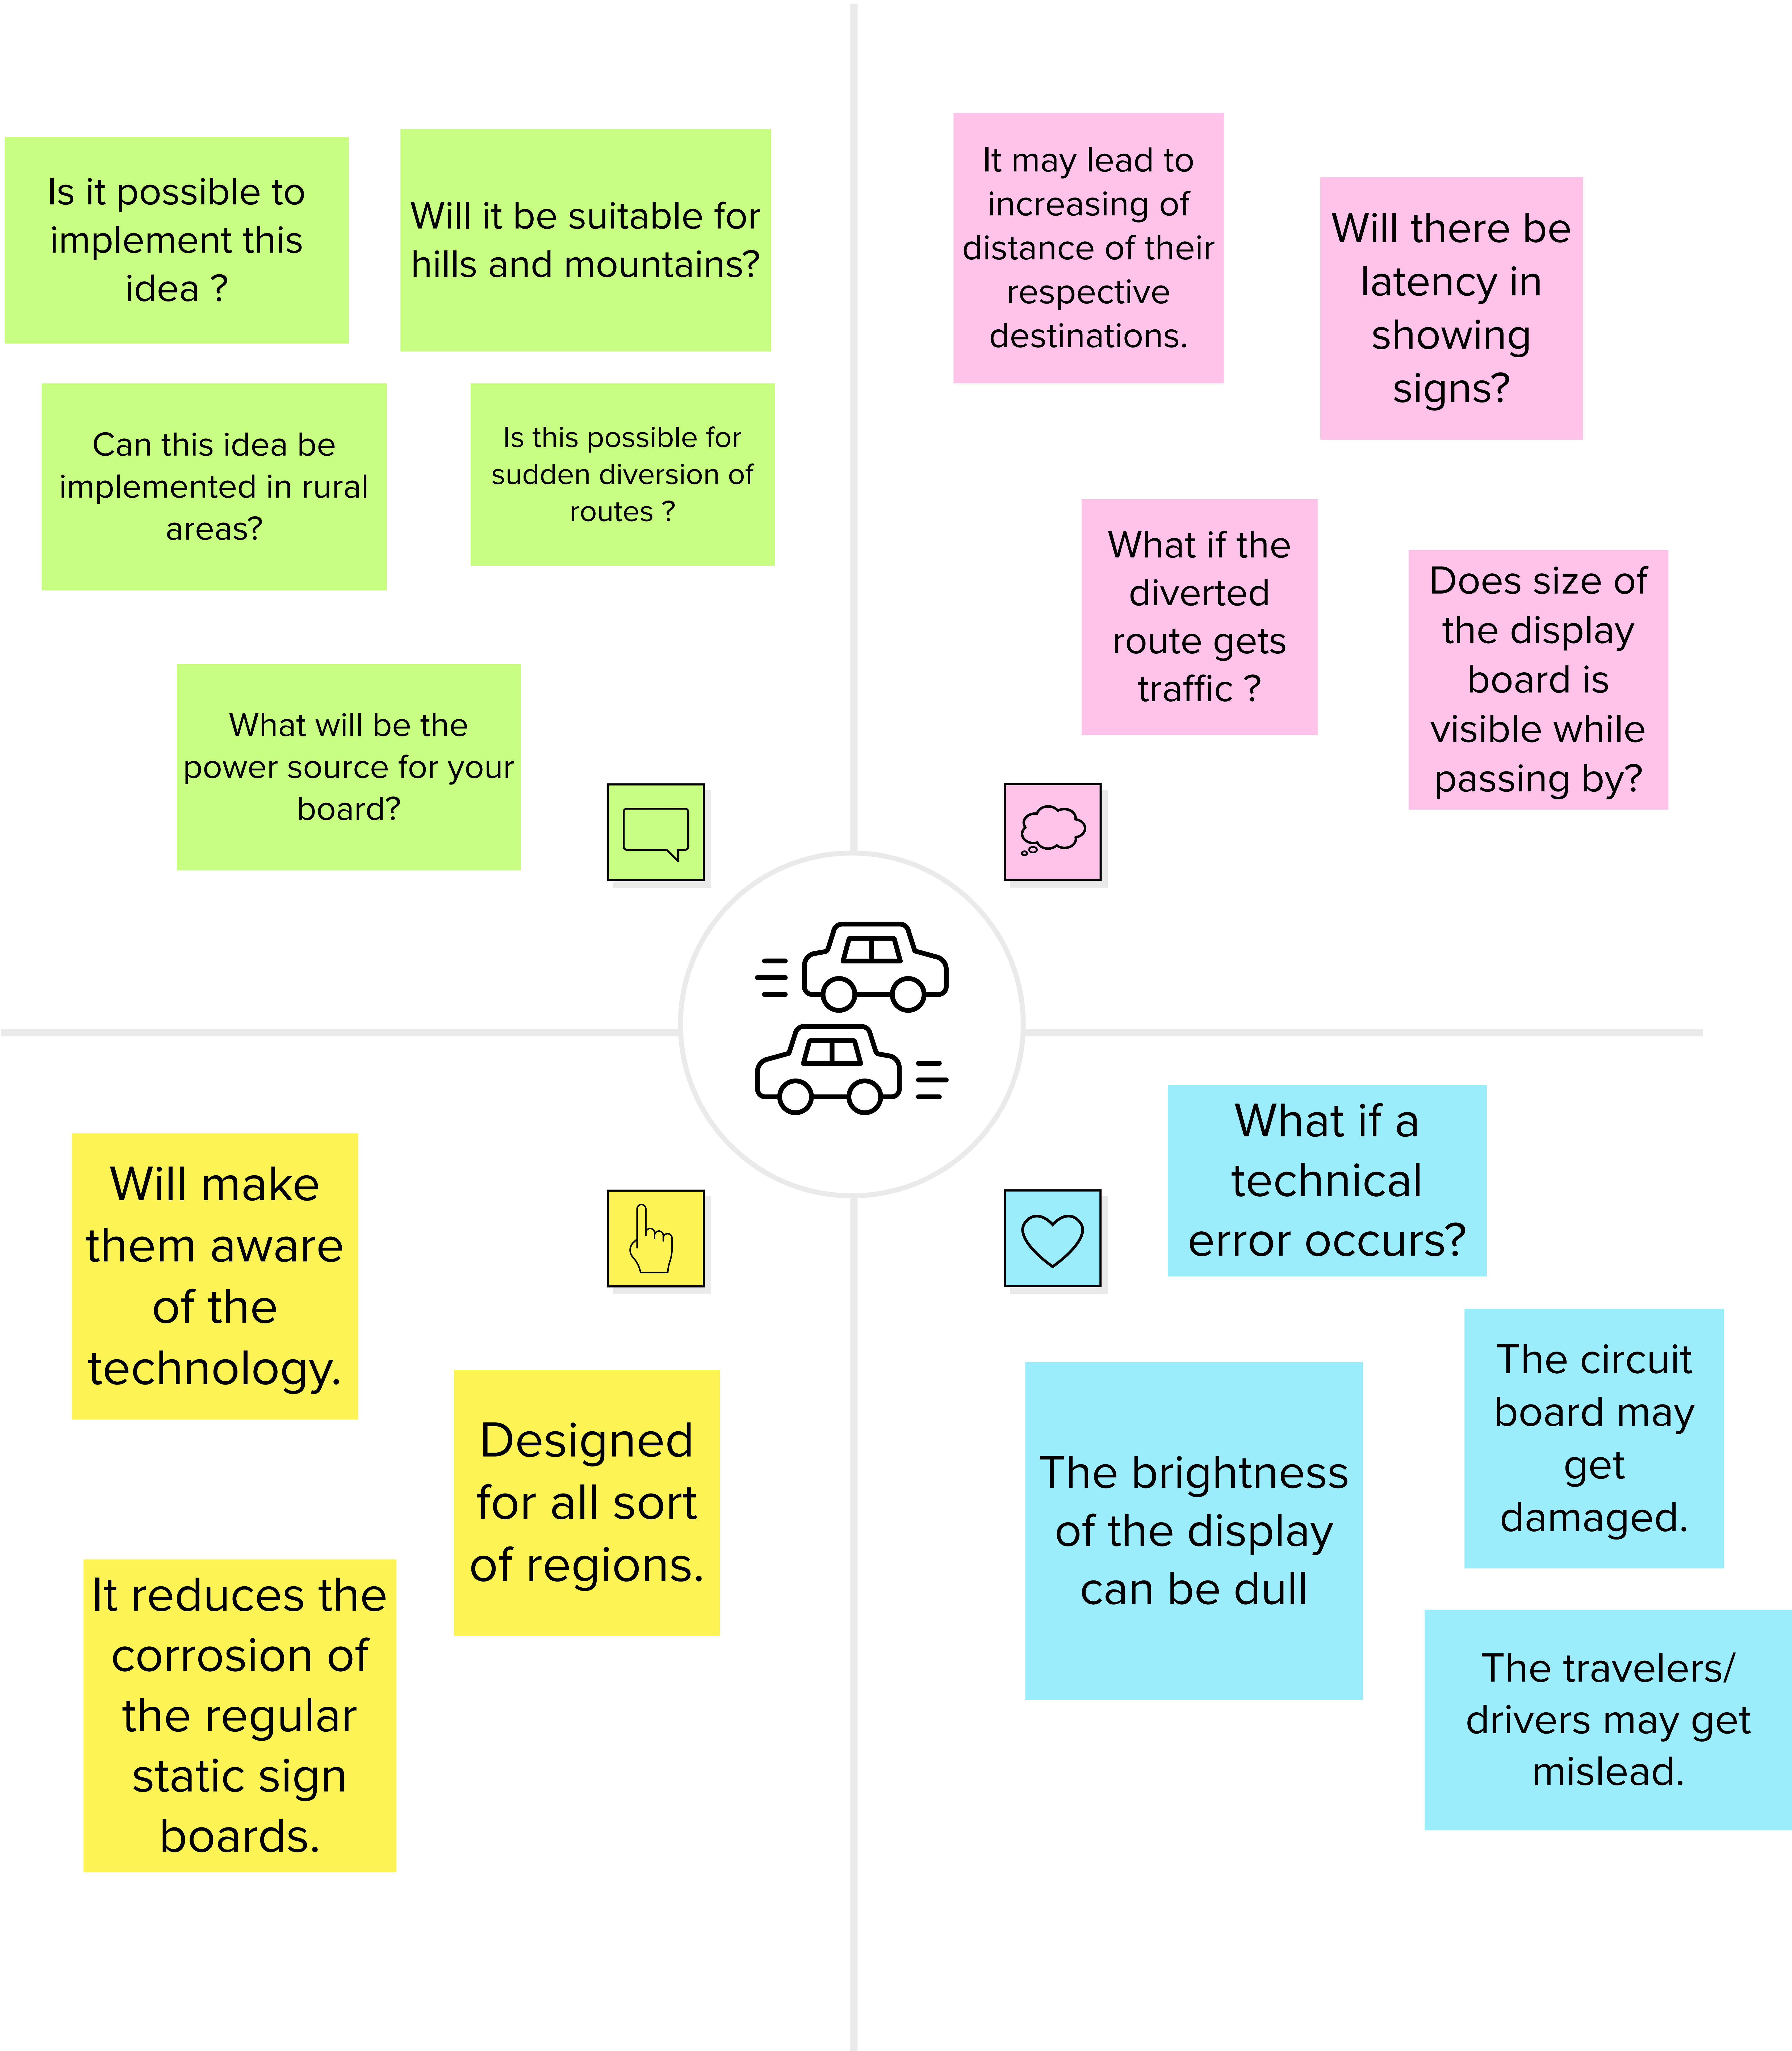 Is it possible to
implement this
idea ?
Will it be suitable for
hills and mountains?
Can this idea be
implemented in rural
areas?
Is this possible for
sudden diversion of
routes ?
What will be the
power source for your
board?
It may lead to
increasing of
distance of their
respective
destinations.
Will there be
latency in
showing
signs?
What if the
diverted
route gets
traffic ?
Does size of
the display
board is
visible while
passing by?
Will make
them aware
of the
technology.
Designed
for all sort
of regions.
It reduces the
corrosion of
the regular
static sign
boards.
What if a
technical
error occurs?
The circuit
board may
get
damaged.
The brightness
of the display
can be dull
The travelers/
drivers may get
mislead.